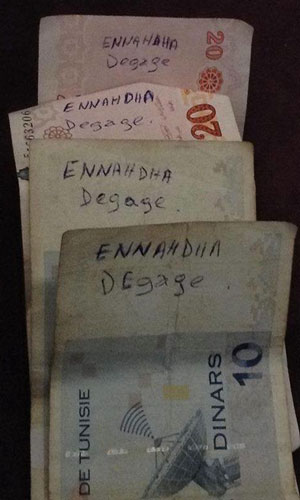 ENNAHDHA
Degage
20
ENNAHDHA
Degage.
20
ENNAHDHA
Degage.
ENNAHDHA
DEgage.
10
DINARS
DE TUNISIE